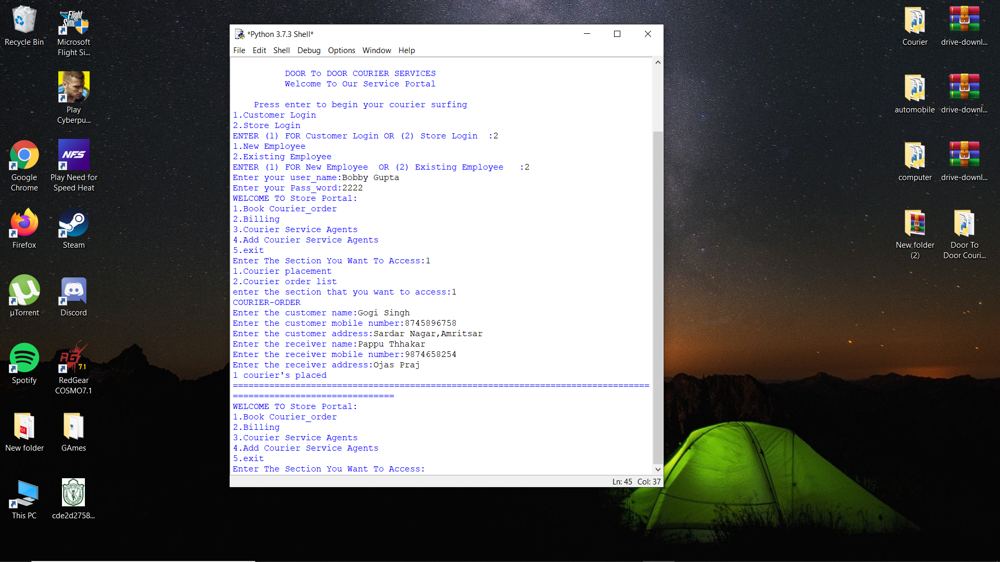 Recycle Bin
Microsoft
Flight Si...
Play
Cyberpu...
Google
Chrome
NFS
Play Need for
Speed Heat
Firefox
Steam
µTorrent
Discord
Spotify
RG
7.1
RedGear
COSMO7.1
PDF
New folder
GAmes
This PC
cde2d2758...
*Python 3.7.3 Shell*
File Edit Shell Debug Options Window Help
DOOR To DOOR COURIER SERVICES
Welcome To Our Service Portal
Press enter to begin your courier surfing
1.Customer Login
2.Store Login
ENTER (1) FOR Customer Login OR (2) Store Login  :2
1.New Employee
2.Existing Employee
ENTER (1) FOR New Employee  OR (2) Existing Employee   :2
Enter your user_name:Bobby Gupta
Enter your Pass_word:2222
WELCOME TO Store Portal:
1.Book Courier_order
2.Billing
3.Courier Service Agents
4.Add Courier Service Agents
5.exit
Enter The Section You Want To Access:1
1.Courier placement
2.Courier order list
enter the section that you want to access:1
COURIER-ORDER
Enter the customer name:Gogi Singh
Enter the customer mobile number:8745896758
Enter the customer address:Sardar Nagar,Amritsar
Enter the receiver name:Pappu Thhakar
Enter the receiver mobile number:9874658254
Enter the receiver address:Ojas Praj
1 courier's placed
================================================================================
===============================
WELCOME TO Store Portal:
1.Book Courier_order
2.Billing
3.Courier Service Agents
4.Add Courier Service Agents
5.exit
Enter The Section You Want To Access:
Ln: 45 Col: 37
Courier
drive-downl...
automobile
drive-downl...
computer
drive-downl...
New folder
(2)
Door To
Door Couri...